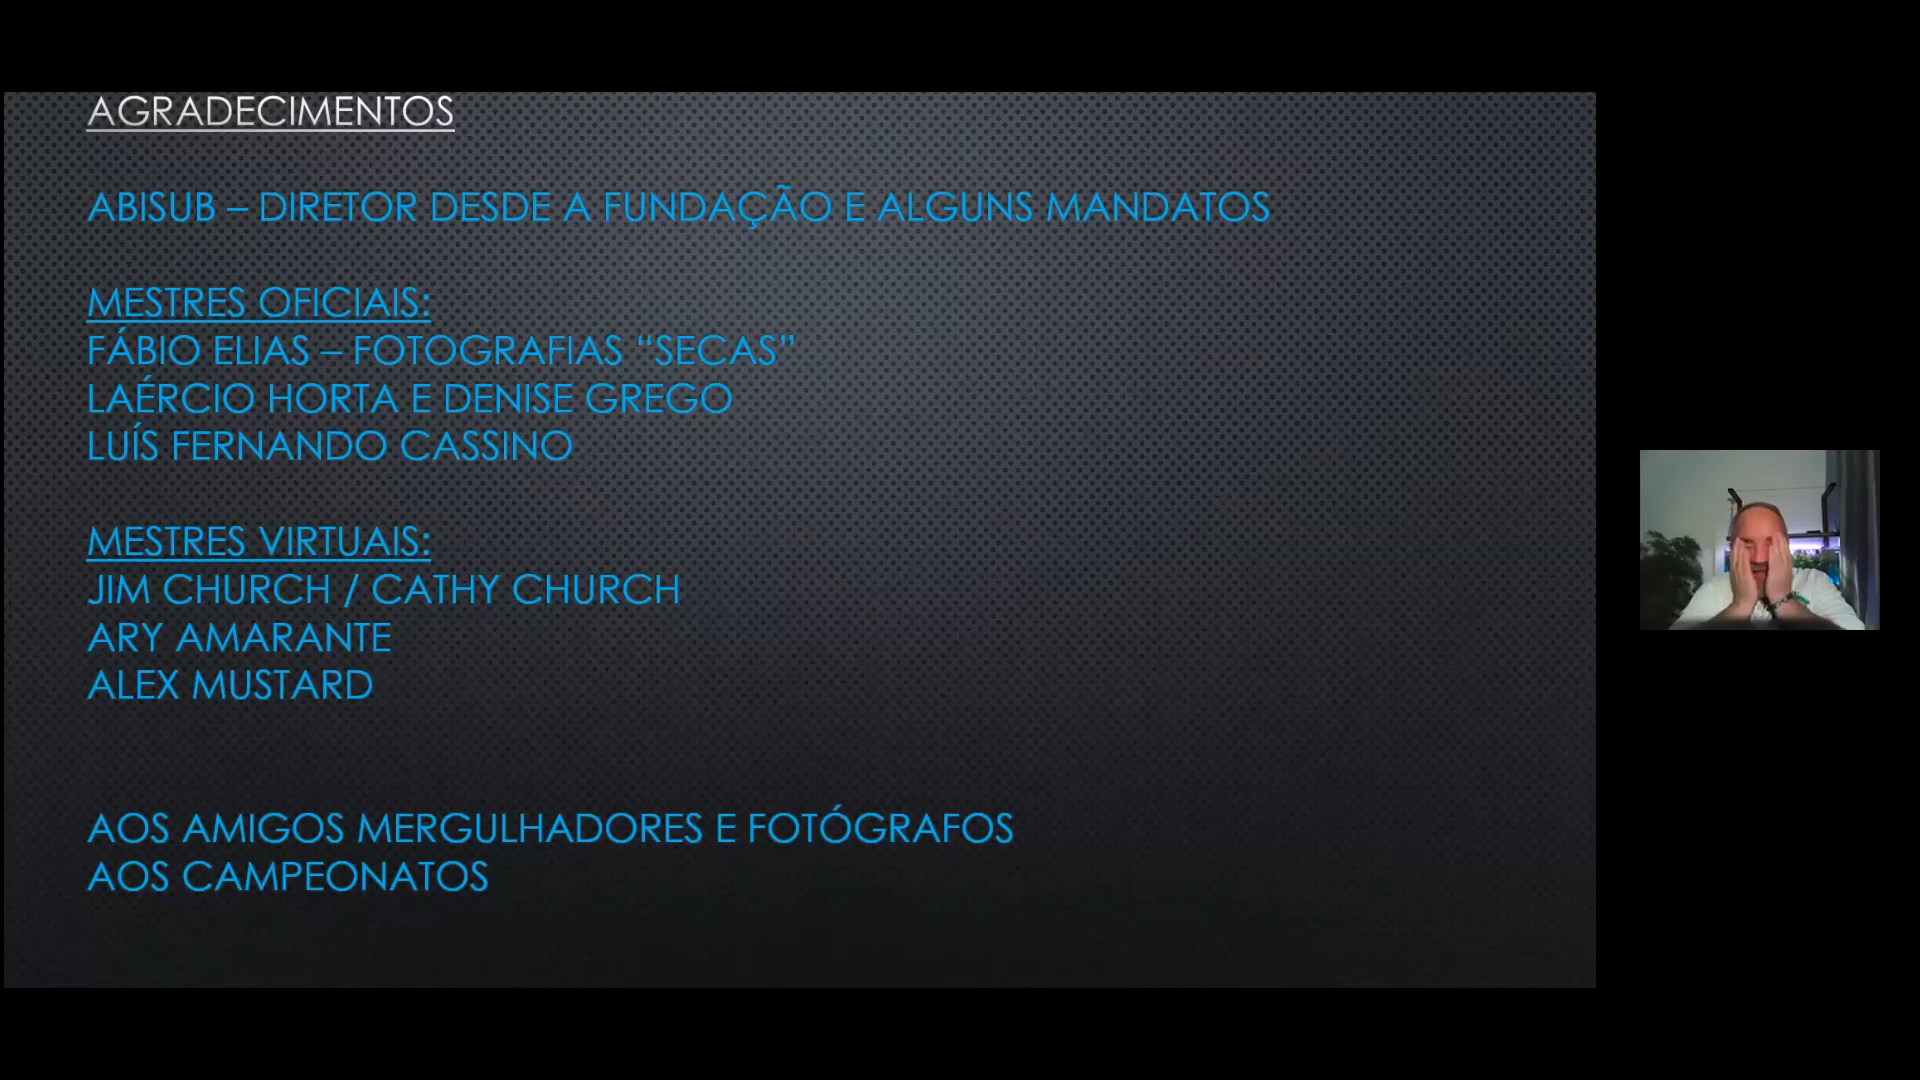 AGRADECIMENTOS
ABISUB – DIRETOR DESDE A FUNDAÇÃO E ALGUNS MANDATOS
MESTRES OFICIAIS:
FÁBIO ELIAS – FOTOGRAFIAS “SECAS”
LAÉRCIO HORTA E DENISE GREGO
LUÍS FERNANDO CASSINO
MESTRES VIRTUAIS:
JIM CHURCH / CATHY CHURCH
ARY AMARANTE
ALEX MUSTARD
AOS AMIGOS MERGULHADORES E FOTÓGRAFOS
AOS CAMPEONATOS